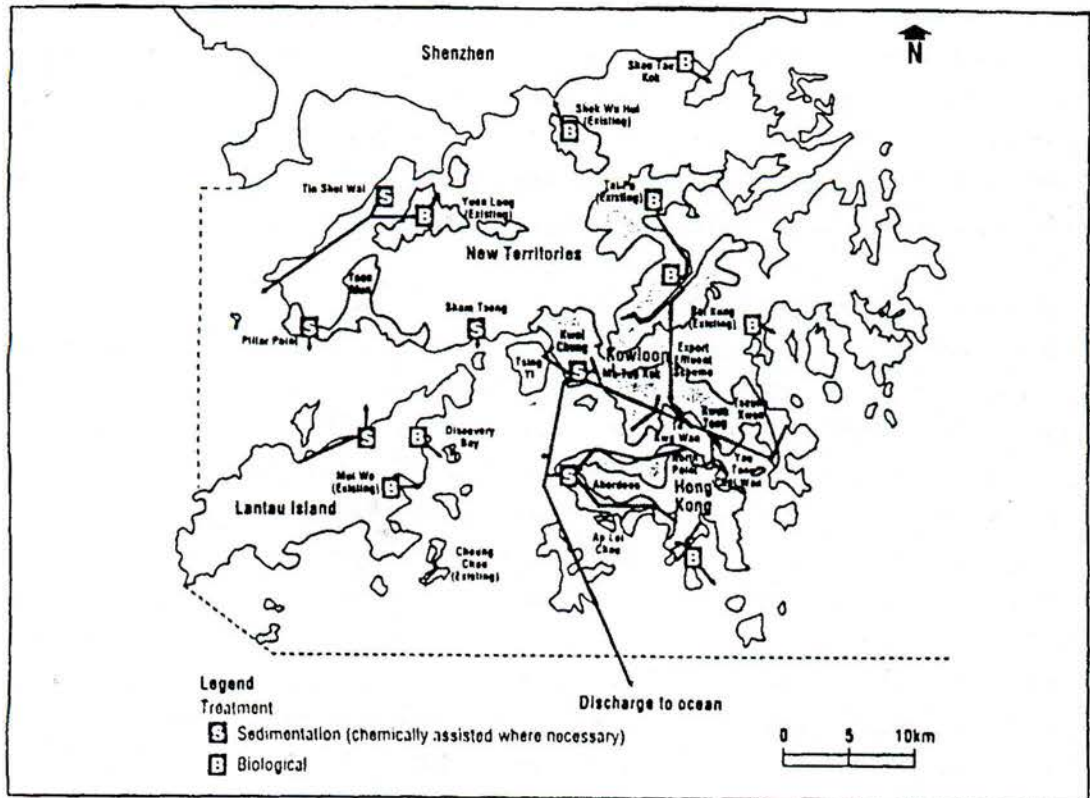 Shenzhen
N
Sha Tau
Kok
B
Shek Wu Hui
(Existing)
B
Tin Shui Wai
S
Yuen Long
(Existing)
B
Tai Po
(Existing)
B
New Territories
B
Tuen
Mun
Sham Tseng
S
Sai Kung
(Existing)
B
Pillar Point
S
Kwai
Chung
Tsing
Yi
Kowloon
S
Export
Effluent
Scheme
Kwun
Tong
S
Discovery
Bay
B
Kwa Wan
North
Point
Mui Wo
(Existing)
B
S
Aberdeen
Hong
Kong
Lantau Island
Ap Lei
Chau
Cheung
Chau
(Existing)
B
Legend
Treatment
S Sedimentation (chemically assisted where necessary)
B Biological
Discharge to ocean
0 5 10km